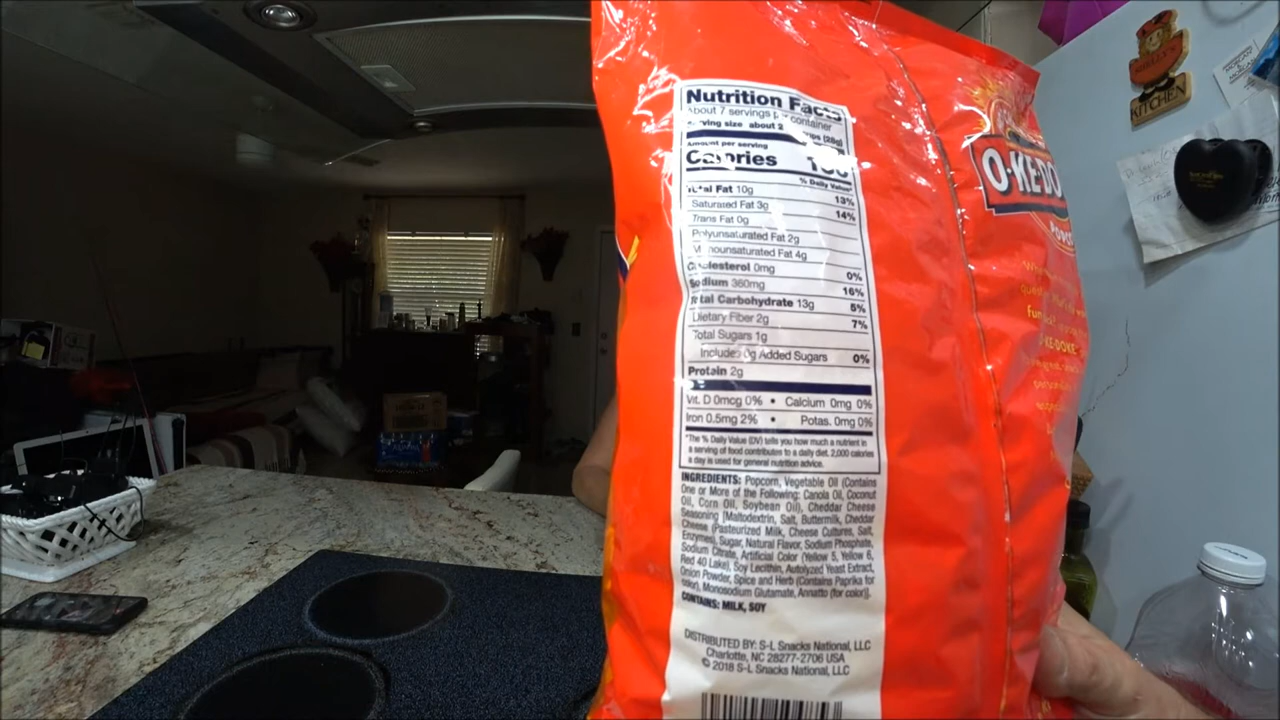 Nutrition Facts
About 7 servings per container
Serving size about 2 cups (28g)
Amount per serving
Calories
% Daily Value*
Total Fat 10g 13%
Saturated Fat 3g 14%
Trans Fat 0g
Polyunsaturated Fat 2g
Monounsaturated Fat 4g
Cholesterol 0mg 0%
Sodium 360mg 16%
Total Carbohydrate 13g 5%
Dietary Fiber 2g 7%
Total Sugars 1g
Includes 0g Added Sugars 0%
Protein 2g
Vit. D 0mcg 0% • Calcium 0mg 0%
Iron 0.5mg 2% • Potas. 0mg 0%
*The % Daily Value (DV) tells you how much a nutrient in
a serving of food contributes to a daily diet. 2,000 calories
a day is used for general nutrition advice.
INGREDIENTS: Popcorn, Vegetable Oil (Contains
One or More of the Following: Canola Oil, Coconut
Oil, Corn Oil, Soybean Oil), Cheddar Cheese
Seasoning [Maltodextrin, Salt, Buttermilk, Cheddar
Cheese (Pasteurized Milk, Cheese Cultures, Salt,
Enzymes), Sugar, Natural Flavor, Sodium Phosphate,
Sodium Citrate, Artificial Color (Yellow 5, Yellow 6,
Red 40 Lake), Soy Lecithin, Autolyzed Yeast Extract,
Onion Powder, Spice and Herb (Contains Paprika for
color), Monosodium Glutamate, Annatto (for color)].
CONTAINS: MILK, SOY
DISTRIBUTED BY: S-L Snacks National, LLC
Charlotte, NC 28277-2706 USA
© 2018 S-L Snacks National, LLC
O-KE-DO
O-KE-DOKE
KITCHEN